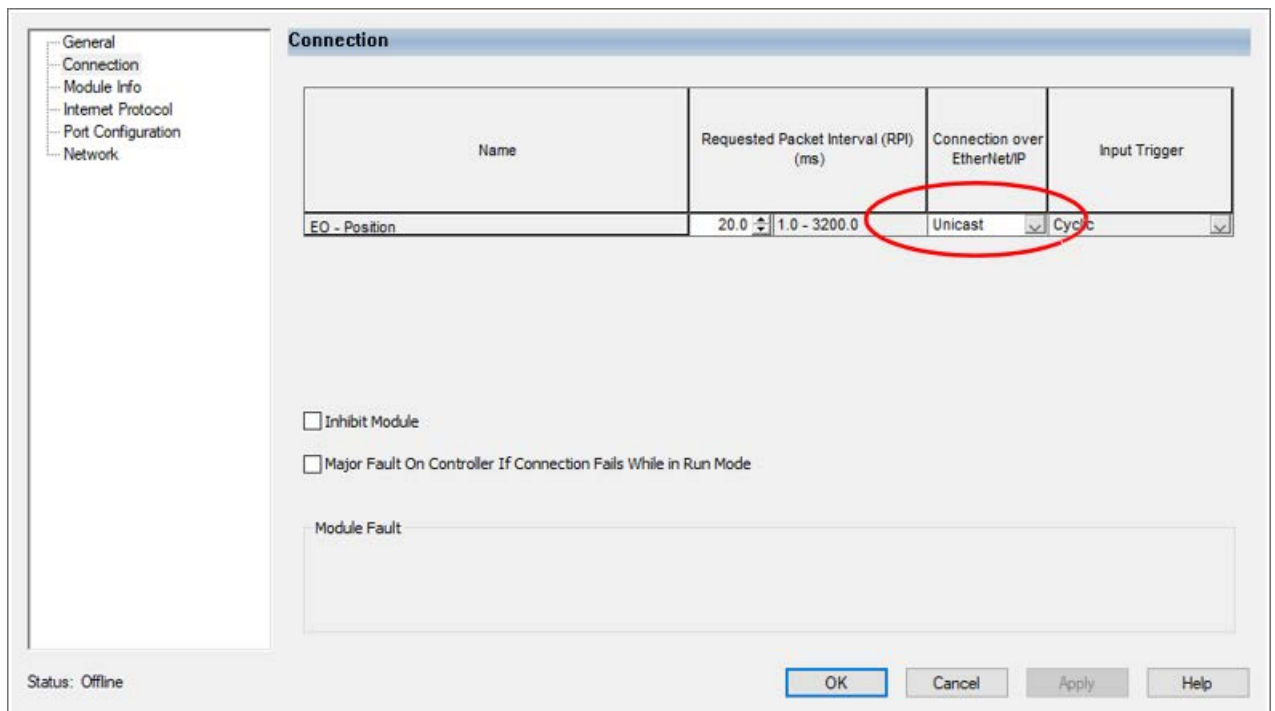 General
Connection
Module Info
Internet Protocol
Port Configuration
Network
Connection
Name
Requested Packet Interval (RPI)
(ms)
Connection over
EtherNet/IP
Input Trigger
EO - Position
20.0
1.0 - 3200.0
Unicast
Cyclic
Inhibit Module
Major Fault On Controller If Connection Fails While in Run Mode
Module Fault
Status: Offline
OK
Cancel
Apply
Help